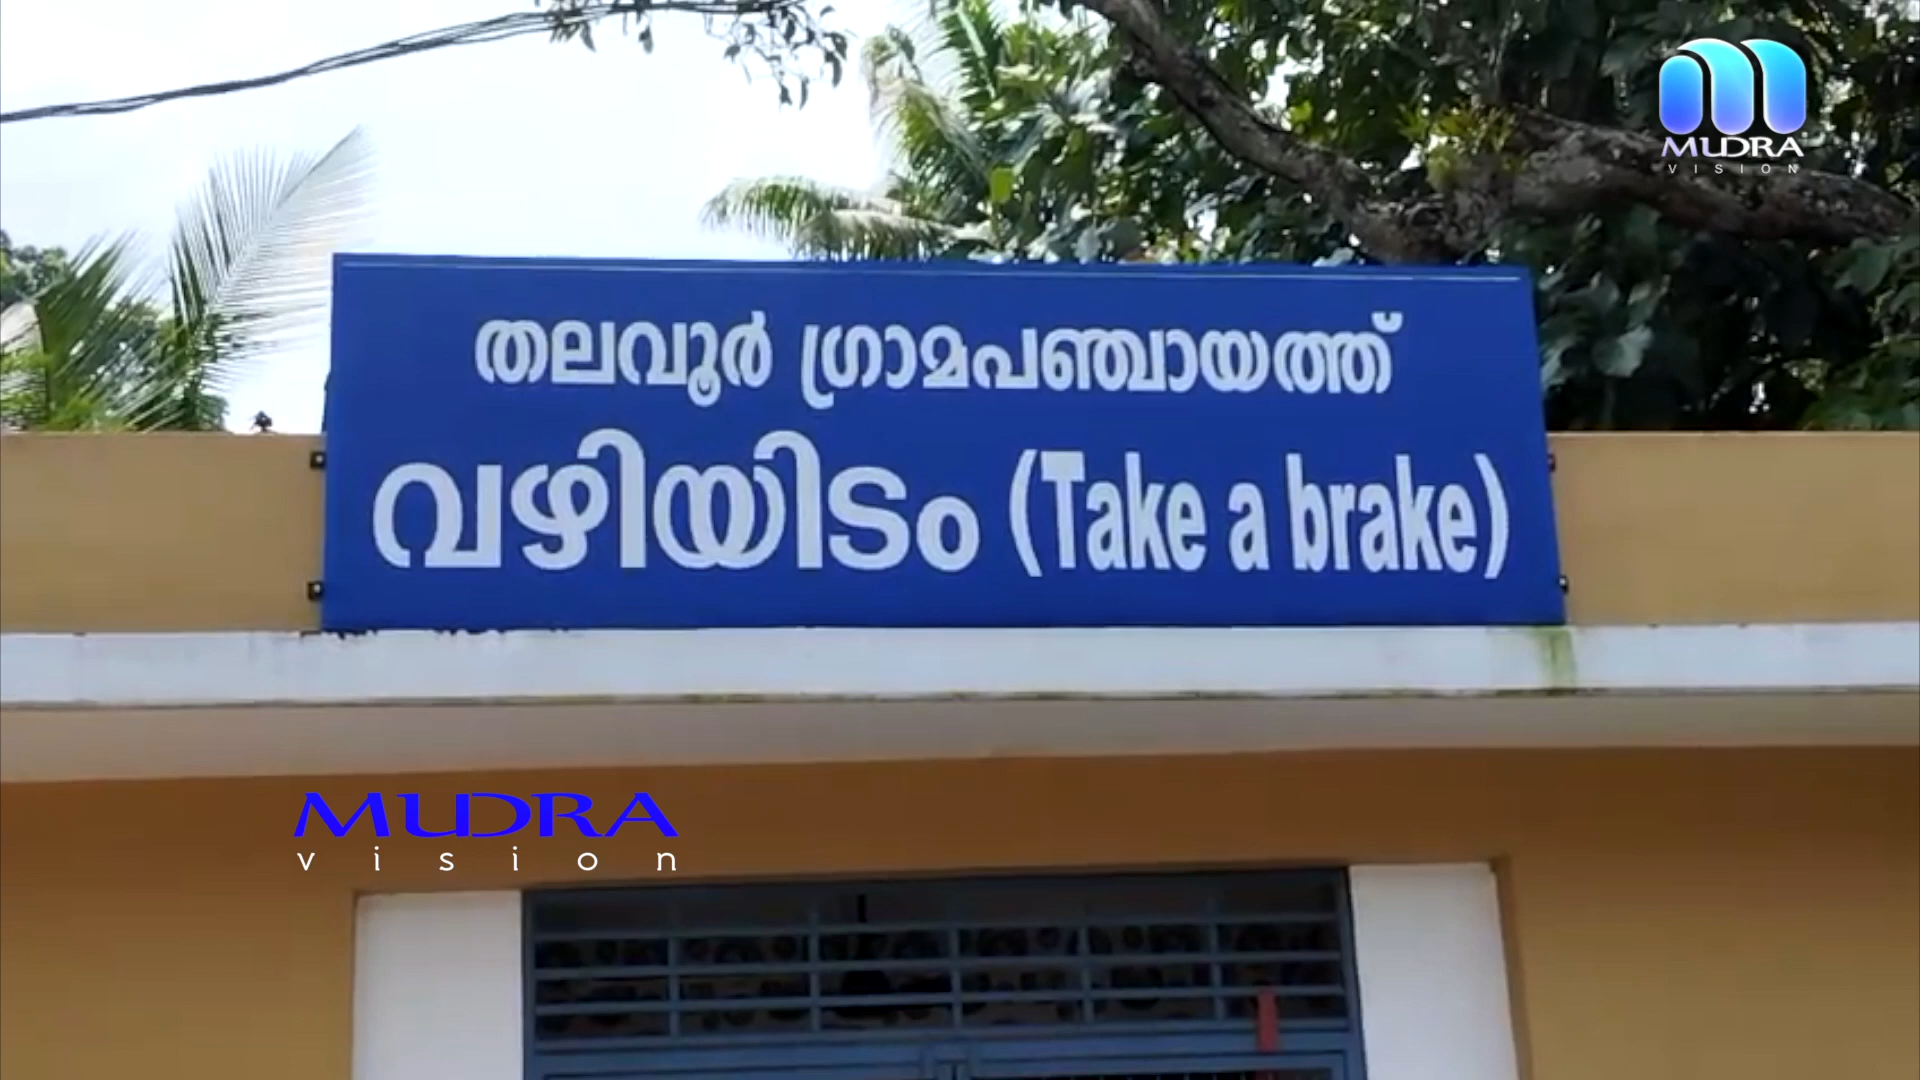 MUDRA
VISION
തലവൂർ ഗ്രാമപഞ്ചായത്ത്
വഴിയിടം (Take a brake)
MUDRA
vision